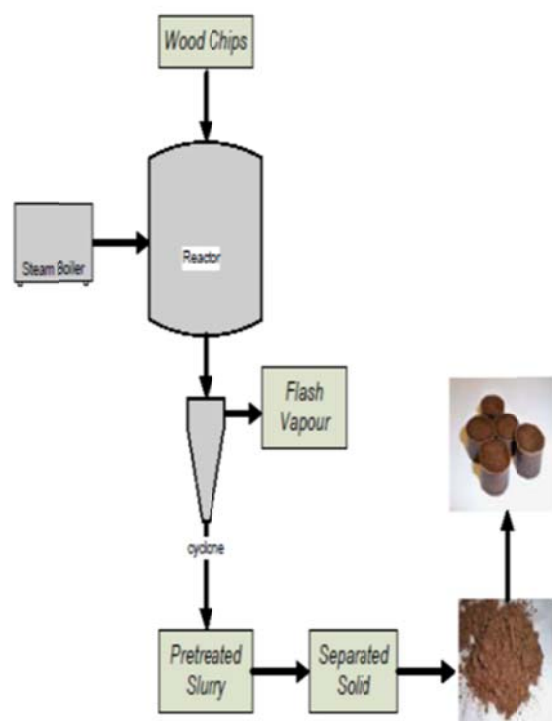 Wood Chips
Steam Boiler
Reactor
Flash
Vapour
cyclone
Pretreated
Slurry
Separated
Solid